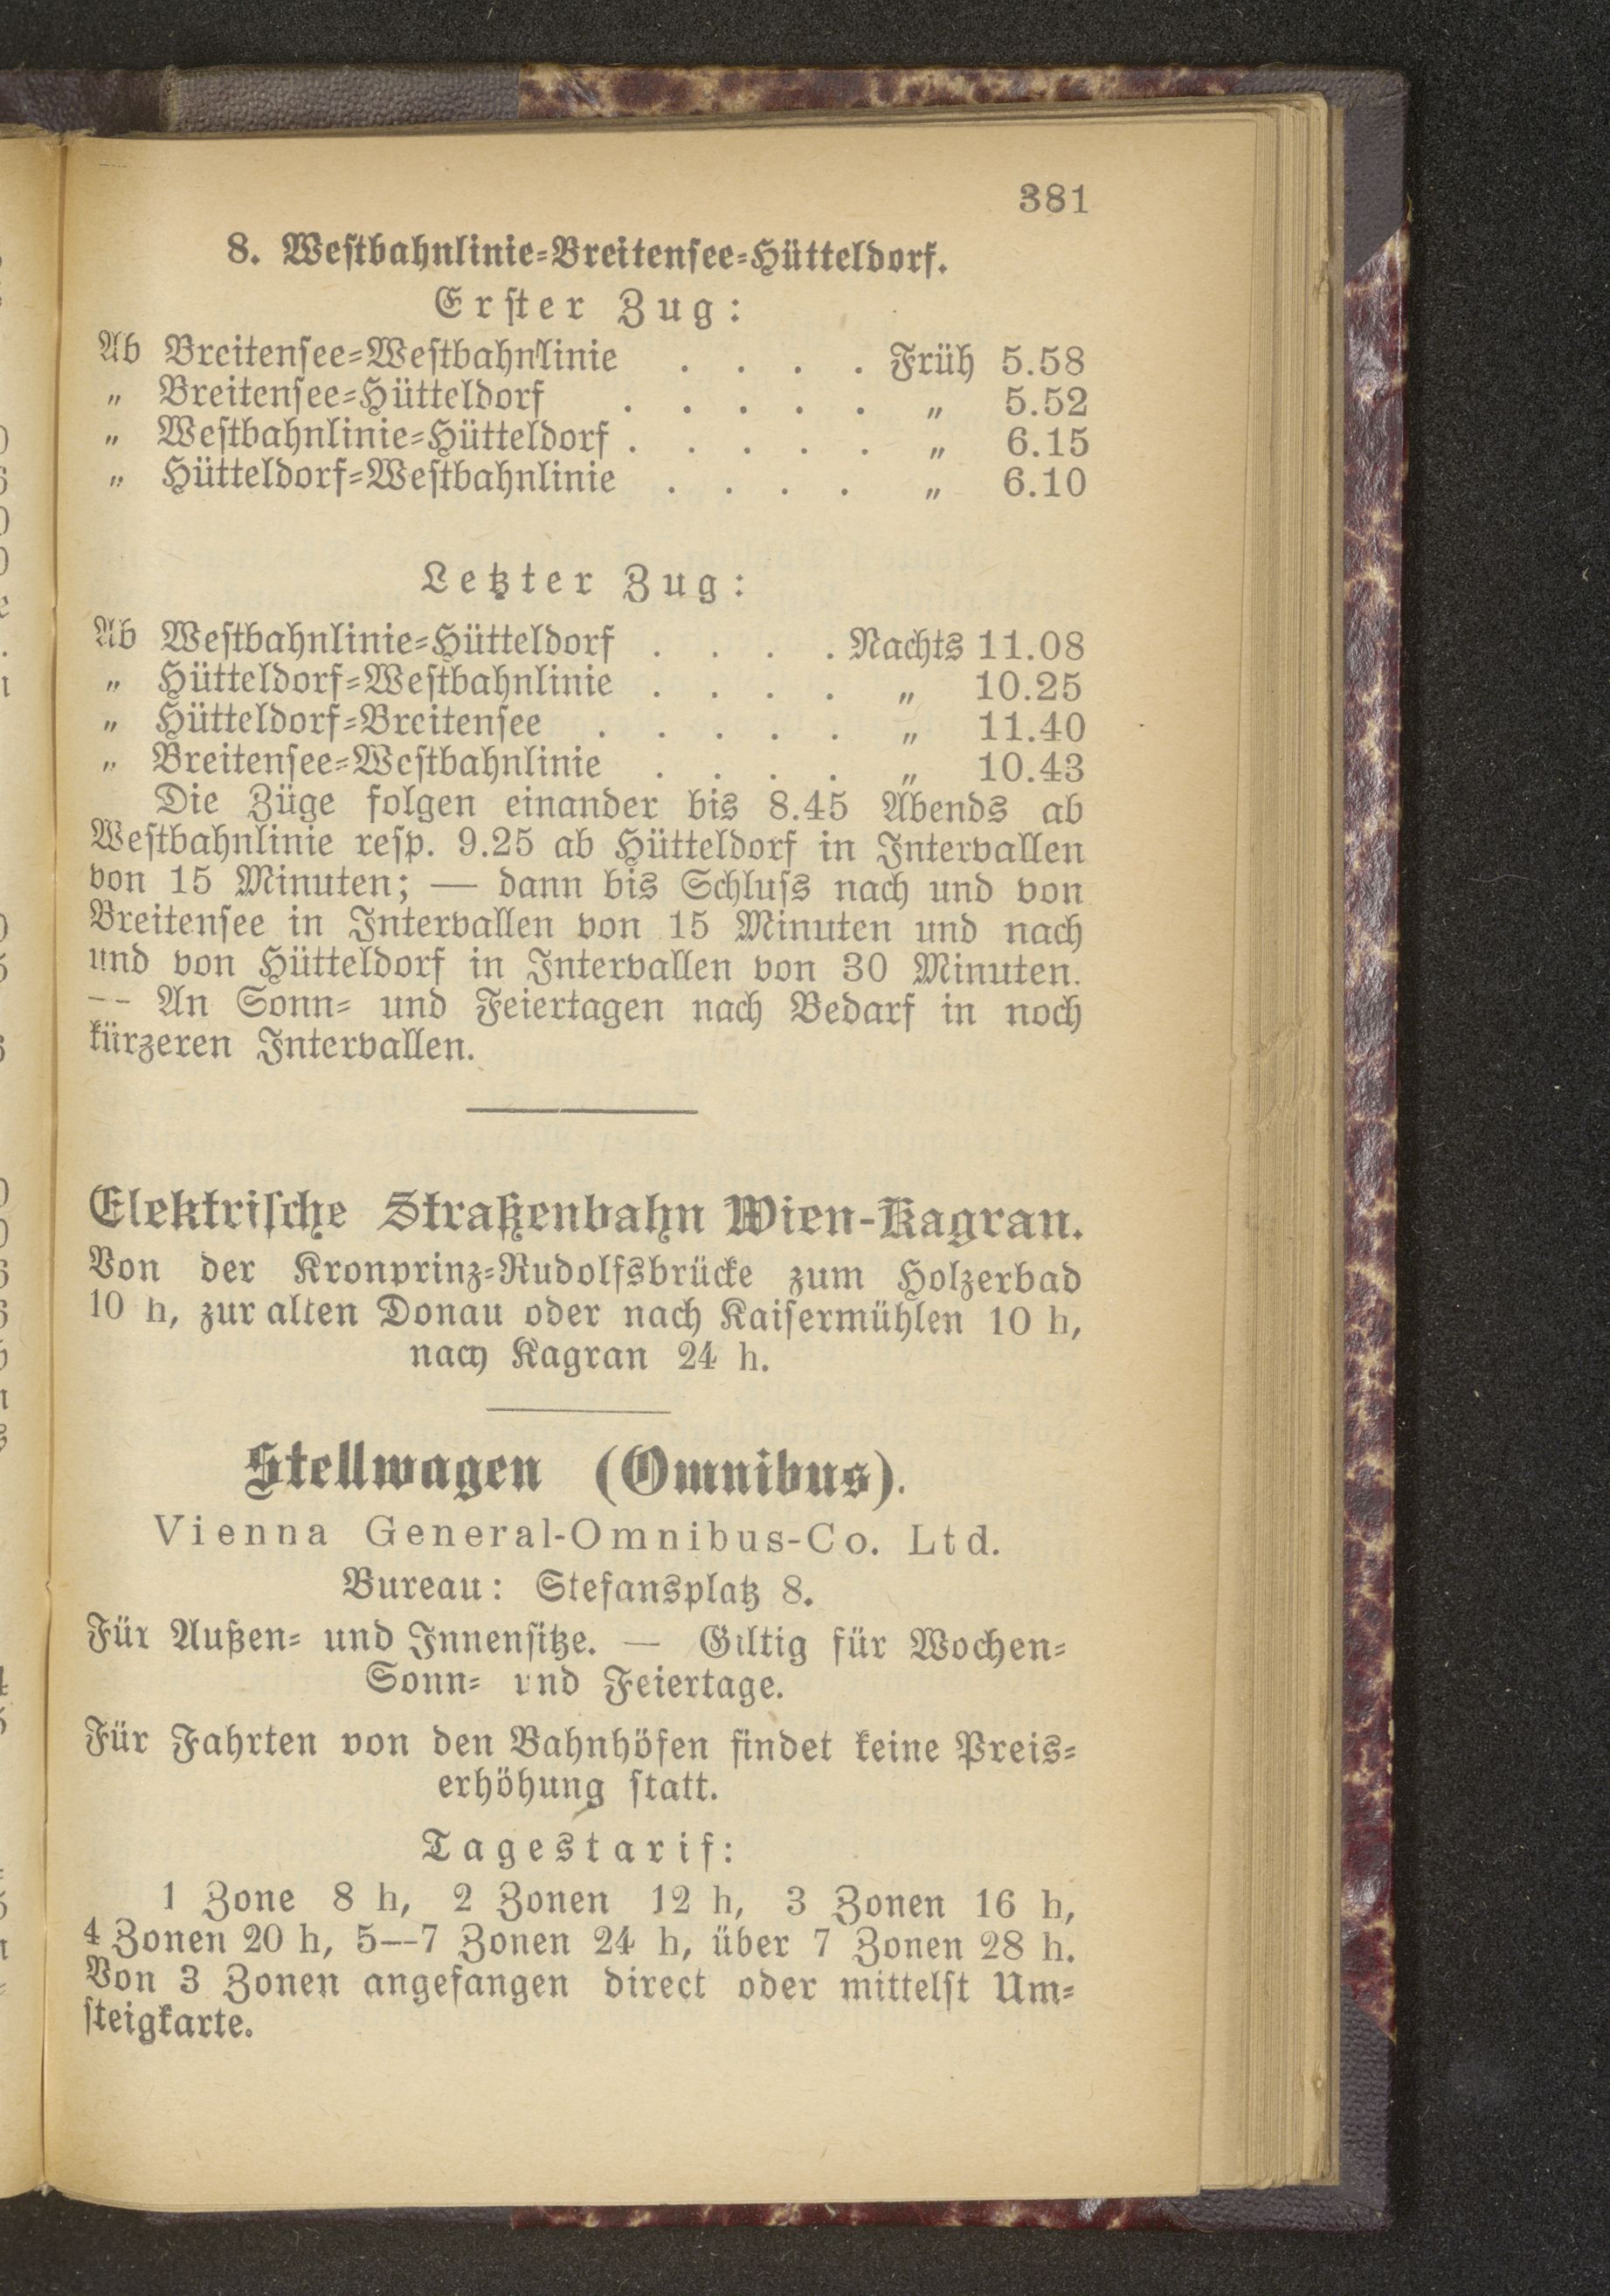 381
8. Westbahnlinie-Breitensee-Hütteldorf.
Erster Zug:
Ab Breitensee-Westbahnlinie . . . . Früh 5.58
„ Breitensee-Hütteldorf . . . . . „ 5.52
„ Westbahnlinie-Hütteldorf . . . . . „ 6.15
„ Hütteldorf-Westbahnlinie . . . . „ 6.10
Letzter Zug:
Ab Westbahnlinie-Hütteldorf . . . . Nachts 11.08
„ Hütteldorf-Westbahnlinie . . . . „ 10.25
„ Hütteldorf-Breitensee . . . . . „ 11.40
„ Breitensee-Westbahnlinie . . . . „ 10.43
Die Züge folgen einander bis 8.45 Abends ab
Westbahnlinie resp. 9.25 ab Hütteldorf in Intervallen
von 15 Minuten; — dann bis Schluss nach und von
Breitensee in Intervallen von 15 Minuten und nach
und von Hütteldorf in Intervallen von 30 Minuten.
— An Sonn- und Feiertagen nach Bedarf in noch
kürzeren Intervallen.
Elektrische Straßenbahn Wien-Kagran.
Von der Kronprinz-Rudolfsbrücke zum Holzerbad
10 h, zur alten Donau oder nach Kaisermühlen 10 h,
nach Kagran 24 h.
Stellwagen (Omnibus).
Vienna General-Omnibus-Co. Ltd.
Bureau: Stefansplatz 8.
Für Außen- und Innensitze. — Giltig für Wochen-
Sonn- und Feiertage.
Für Fahrten von den Bahnhöfen findet keine Preis-
erhöhung statt.
Tagestarif:
1 Zone 8 h, 2 Zonen 12 h, 3 Zonen 16 h,
4 Zonen 20 h, 5—7 Zonen 24 h, über 7 Zonen 28 h.
Von 3 Zonen angefangen direct oder mittelst Um-
steigkarte.